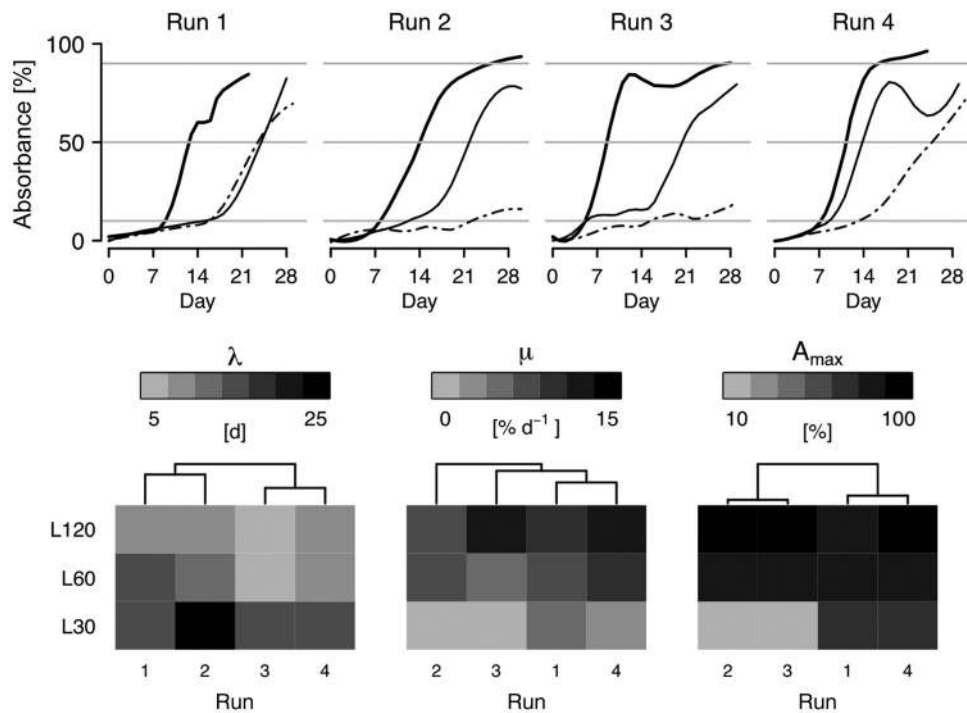 Run 1 Run 2 Run 3 Run 4
Absorbance [%]
100
50
0
0 7 14 21 28 0 7 14 21 28 0 7 14 21 28 0 7 14 21 28
Day Day Day Day
λ μ A_max
5 25 0 15 10 100
[d] [% d⁻¹] [%]
L120
L60
L30
1 2 3 4 2 3 1 4 2 3 1 4
Run Run Run